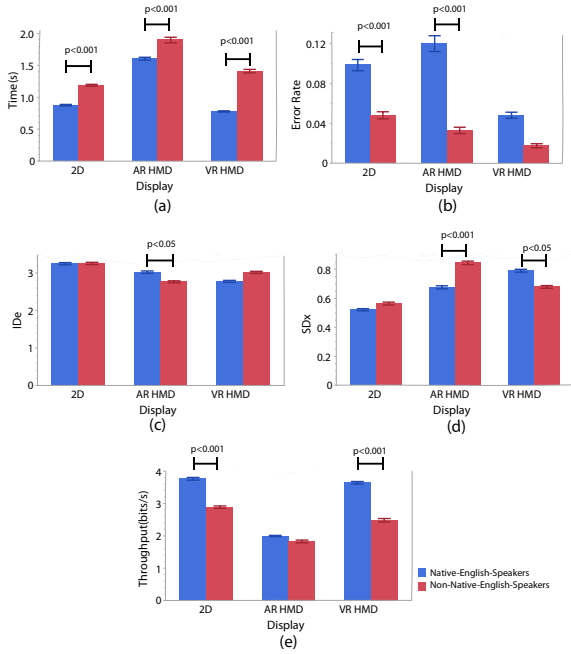 p<0.001
p<0.001
p<0.001
2.0
1.5
1.0
0.5
0
Time(s)
2D
AR HMD
VR HMD
Display
(a)
p<0.001
p<0.001
0.12
0.08
0.04
0
Error Rate
2D
AR HMD
VR HMD
Display
(b)
p<0.05
3
2
1
0
IDe
2D
AR HMD
VR HMD
Display
(c)
p<0.001
p<0.05
0.8
0.6
0.4
0.2
0
SDx
2D
AR HMD
VR HMD
Display
(d)
p<0.001
p<0.001
4
3
2
1
0
Throughput(bits/s)
2D
AR HMD
VR HMD
Display
(e)
Native-English-Speakers
Non-Native-English-Speakers